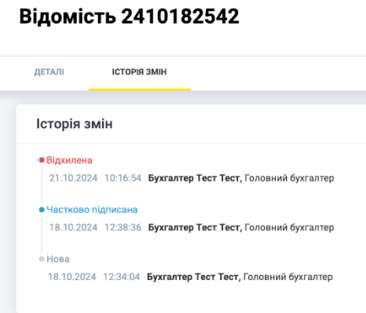 Відомість 2410182542
ДЕТАЛІ ІСТОРІЯ ЗМІН
Історія змін
Відхилена
21.10.2024 10:16:54 Бухгалтер Тест Тест, Головний бухгалтер
Частково підписана
18.10.2024 12:38:36 Бухгалтер Тест Тест, Головний бухгалтер
Нова
18.10.2024 12:34:04 Бухгалтер Тест Тест, Головний бухгалтер